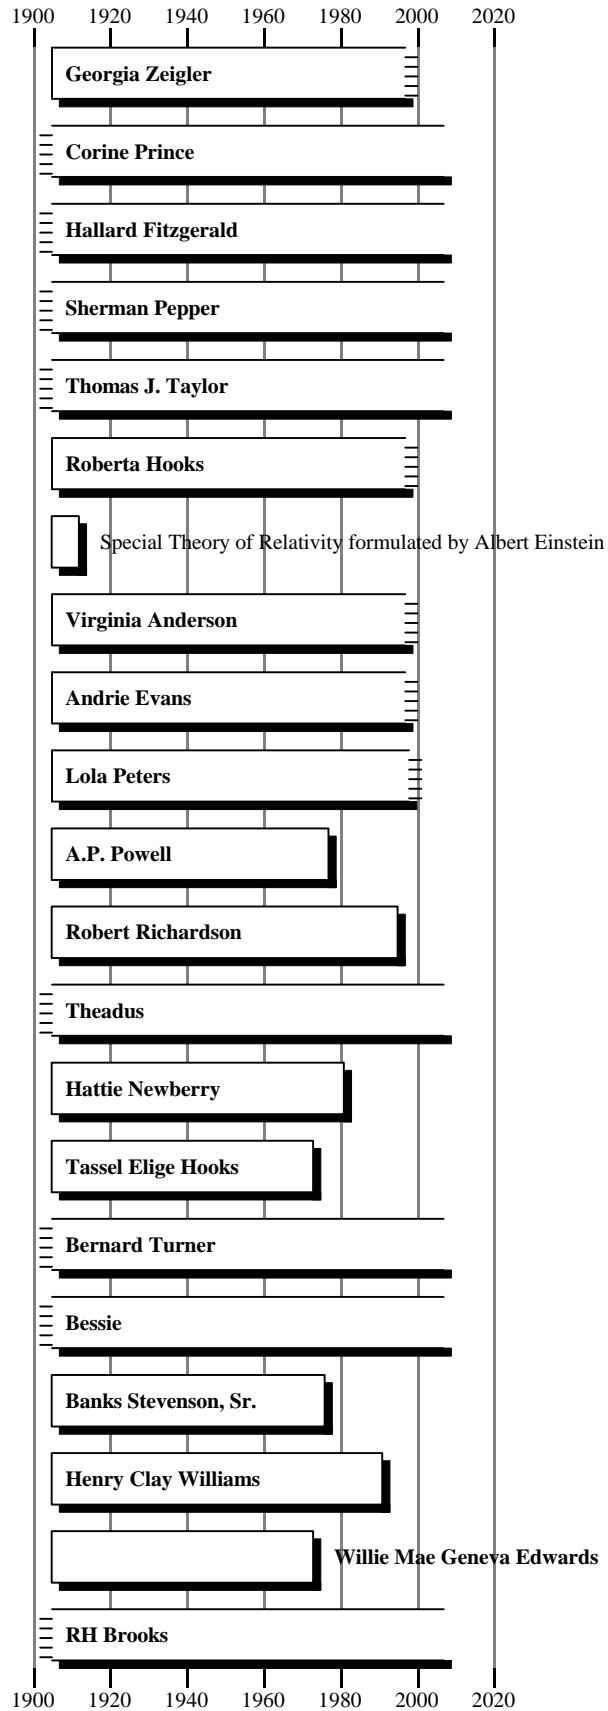 1900 1920 1940 1960 1980 2000 2020
Georgia Zeigler
Corine Prince
Hallard Fitzgerald
Sherman Pepper
Thomas J. Taylor
Roberta Hooks
Special Theory of Relativity formulated by Albert Einstein
Virginia Anderson
Andrie Evans
Lola Peters
A.P. Powell
Robert Richardson
Theadus
Hattie Newberry
Tassel Elige Hooks
Bernard Turner
Bessie
Banks Stevenson, Sr.
Henry Clay Williams
Willie Mae Geneva Edwards
RH Brooks
1900 1920 1940 1960 1980 2000 2020